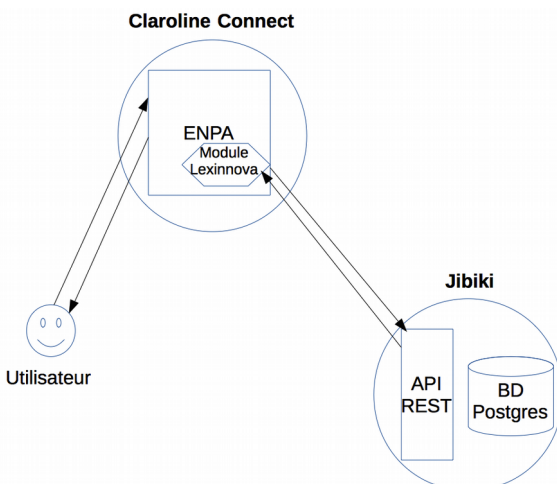 Claroline Connect
ENPA
Module
Lexinnova
Jibiki
Utilisateur
API
REST
BD
Postgres